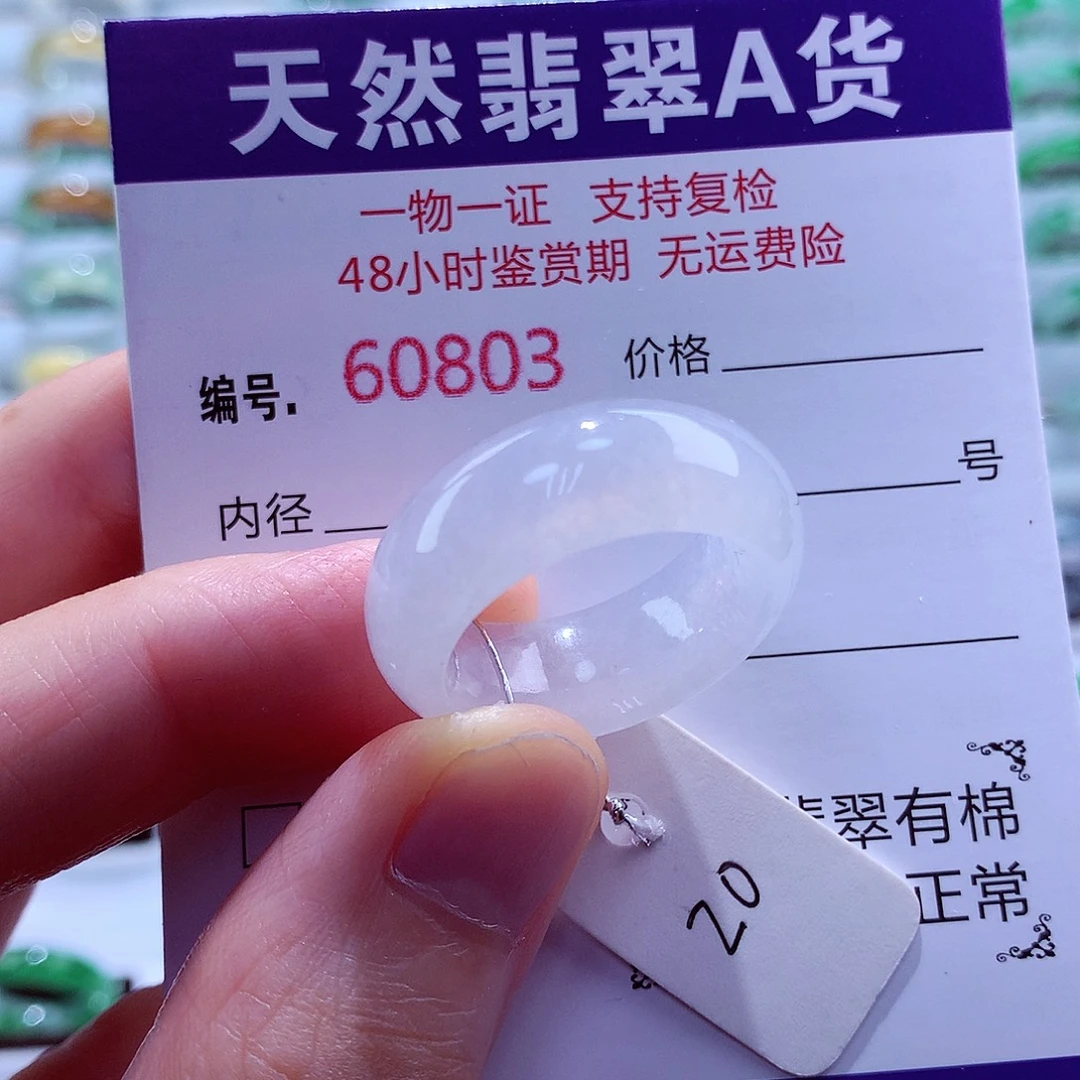 天然翡翠A货
一物一证 支持复检
48小时鉴赏期 无运费险
编号. 60803 价格
内径 号
翠有棉
正常
20